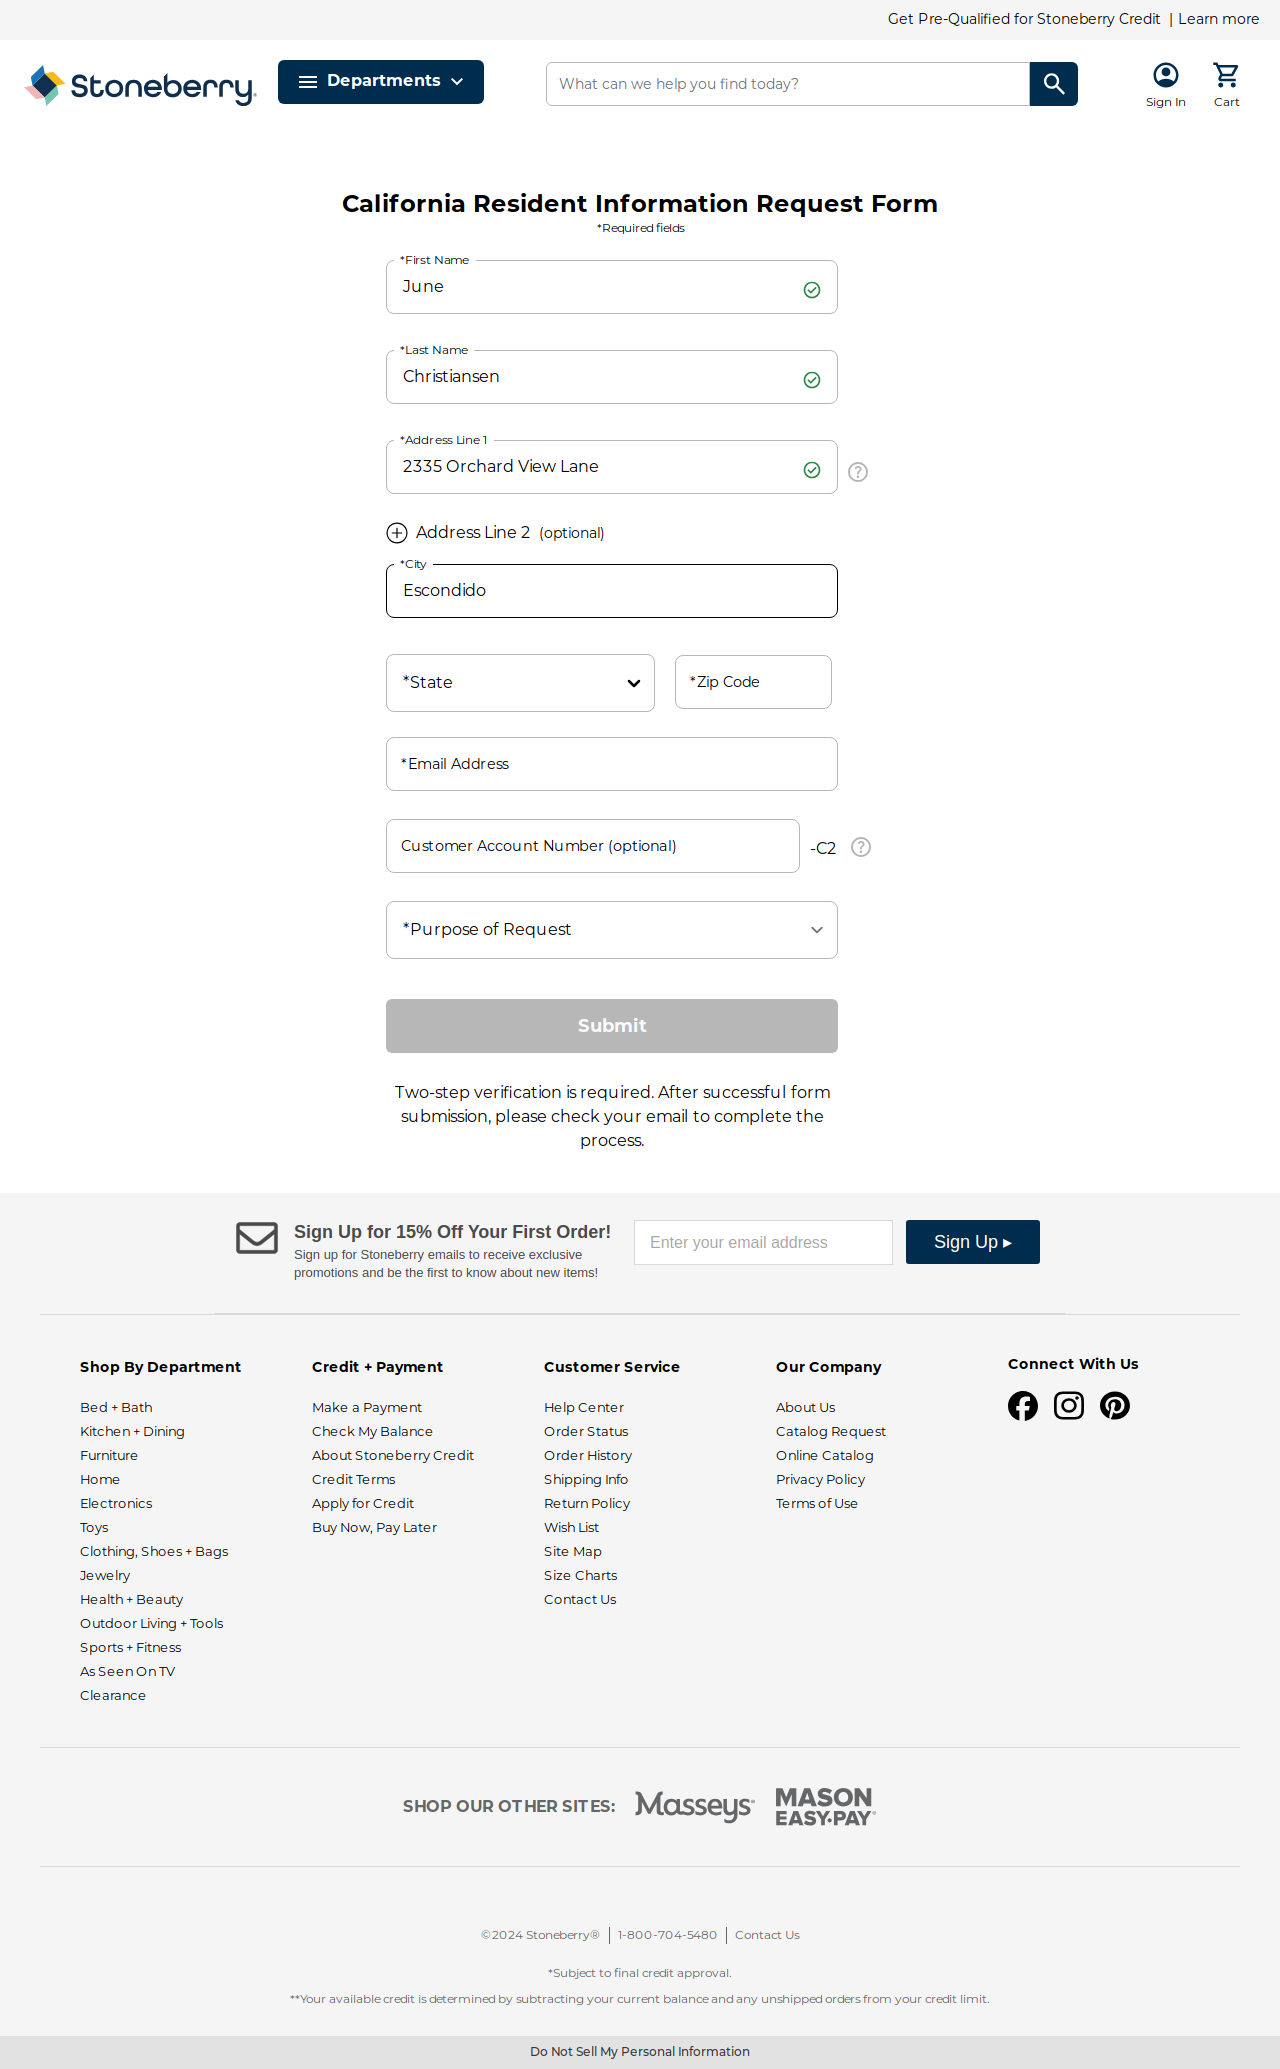 Get Pre-Qualified for Stoneberry Credit | Learn more
Stoneberry®
Departments
What can we help you find today?
Sign In
Cart
California Resident Information Request Form
*Required fields
*First Name
June
*Last Name
Christiansen
*Address Line 1
2335 Orchard View Lane
Address Line 2 (optional)
*City
Escondido
*State
*Zip Code
*Email Address
Customer Account Number (optional)
-C2
*Purpose of Request
Submit
Two-step verification is required. After successful form
submission, please check your email to complete the
process.
Sign Up for 15% Off Your First Order!
Sign up for Stoneberry emails to receive exclusive
promotions and be the first to know about new items!
Enter your email address
Sign Up ▸
Shop By Department
Bed + Bath
Kitchen + Dining
Furniture
Home
Electronics
Toys
Clothing, Shoes + Bags
Jewelry
Health + Beauty
Outdoor Living + Tools
Sports + Fitness
As Seen On TV
Clearance
Credit + Payment
Make a Payment
Check My Balance
About Stoneberry Credit
Credit Terms
Apply for Credit
Buy Now, Pay Later
Customer Service
Help Center
Order Status
Order History
Shipping Info
Return Policy
Wish List
Site Map
Size Charts
Contact Us
Our Company
About Us
Catalog Request
Online Catalog
Privacy Policy
Terms of Use
Connect With Us
SHOP OUR OTHER SITES:
Masseys®
MASON
EASY•PAY®
©2024 Stoneberry® | 1-800-704-5480 | Contact Us
*Subject to final credit approval.
**Your available credit is determined by subtracting your current balance and any unshipped orders from your credit limit.
Do Not Sell My Personal Information